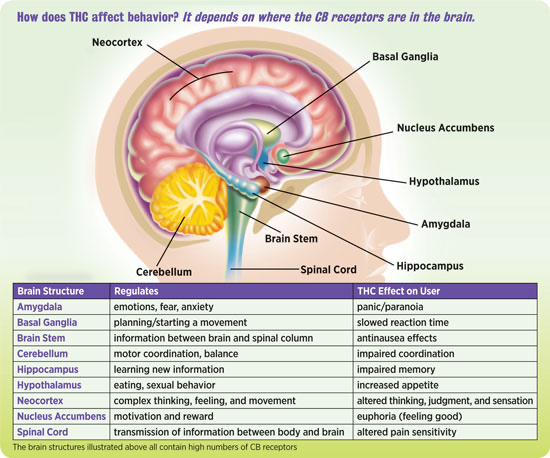 How does THC affect behavior? It depends on where the CB receptors are in the brain.
Neocortex
Basal Ganglia
Nucleus Accumbens
Hypothalamus
Amygdala
Hippocampus
Brain Stem
Spinal Cord
Cerebellum
Brain Structure Regulates THC Effect on User
Amygdala emotions, fear, anxiety panic/paranoia
Basal Ganglia planning/starting a movement slowed reaction time
Brain Stem information between brain and spinal column antinausea effects
Cerebellum motor coordination, balance impaired coordination
Hippocampus learning new information impaired memory
Hypothalamus eating, sexual behavior increased appetite
Neocortex complex thinking, feeling, and movement altered thinking, judgment, and sensation
Nucleus Accumbens motivation and reward euphoria (feeling good)
Spinal Cord transmission of information between body and brain altered pain sensitivity
The brain structures illustrated above all contain high numbers of CB receptors